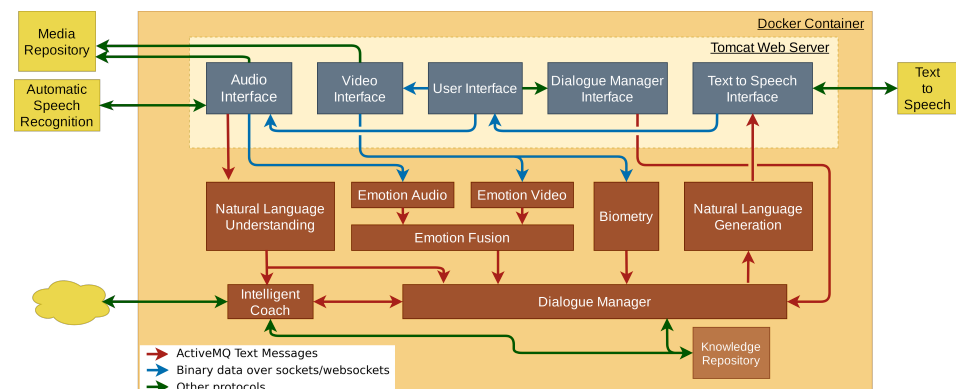 Docker Container
Media
Repository
Tomcat Web Server
Audio
Interface
Video
Interface
User Interface
Dialogue Manager
Interface
Text to Speech
Interface
Text
to
Speech
Automatic
Speech
Recognition
Natural Language
Understanding
Emotion Audio
Emotion Video
Emotion Fusion
Biometry
Natural Language
Generation
Intelligent
Coach
Dialogue Manager
Knowledge
Repository
ActiveMQ Text Messages
Binary data over sockets/websockets
Other protocols